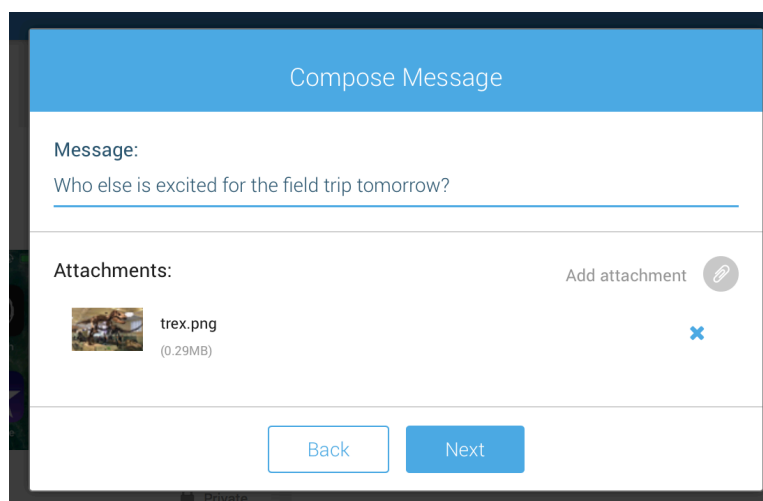 Compose Message
Message:
Who else is excited for the field trip tomorrow?
Attachments:
Add attachment
trex.png
(0.29MB)
Back
Next
Private